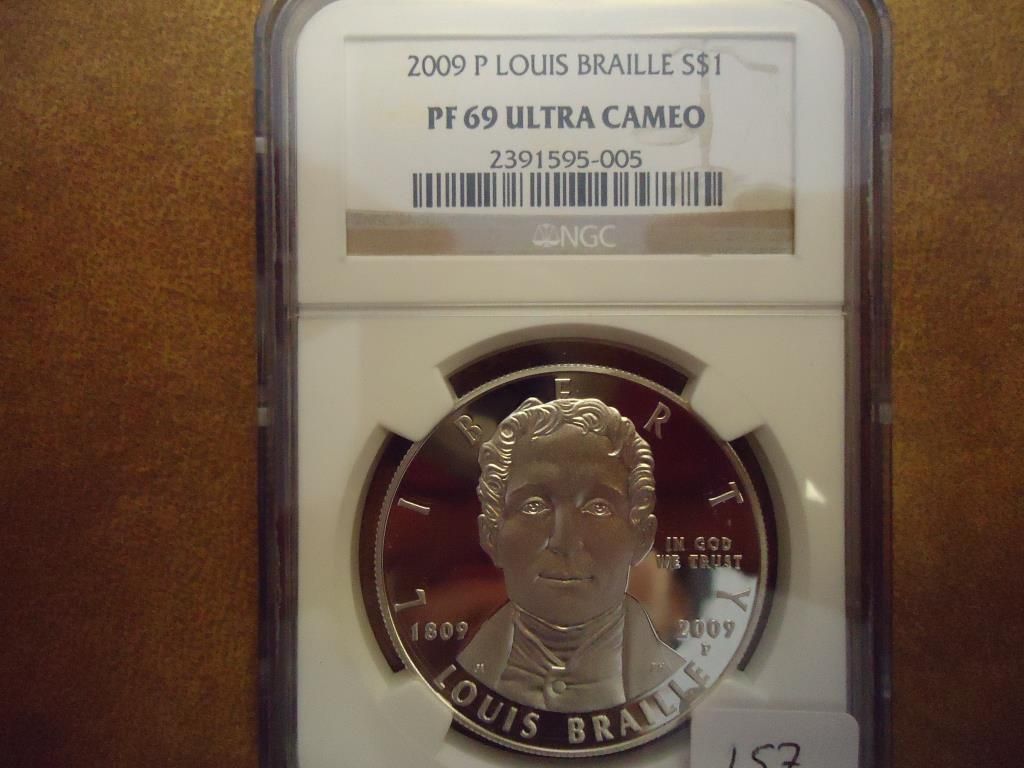 2009 P LOUIS BRAILLE S$1
PF 69 ULTRA CAMEO
2391595-005
NGC
LIBERTY
IN GOD
WE TRUST
1809
2009
P
LOUIS BRAILLE
157